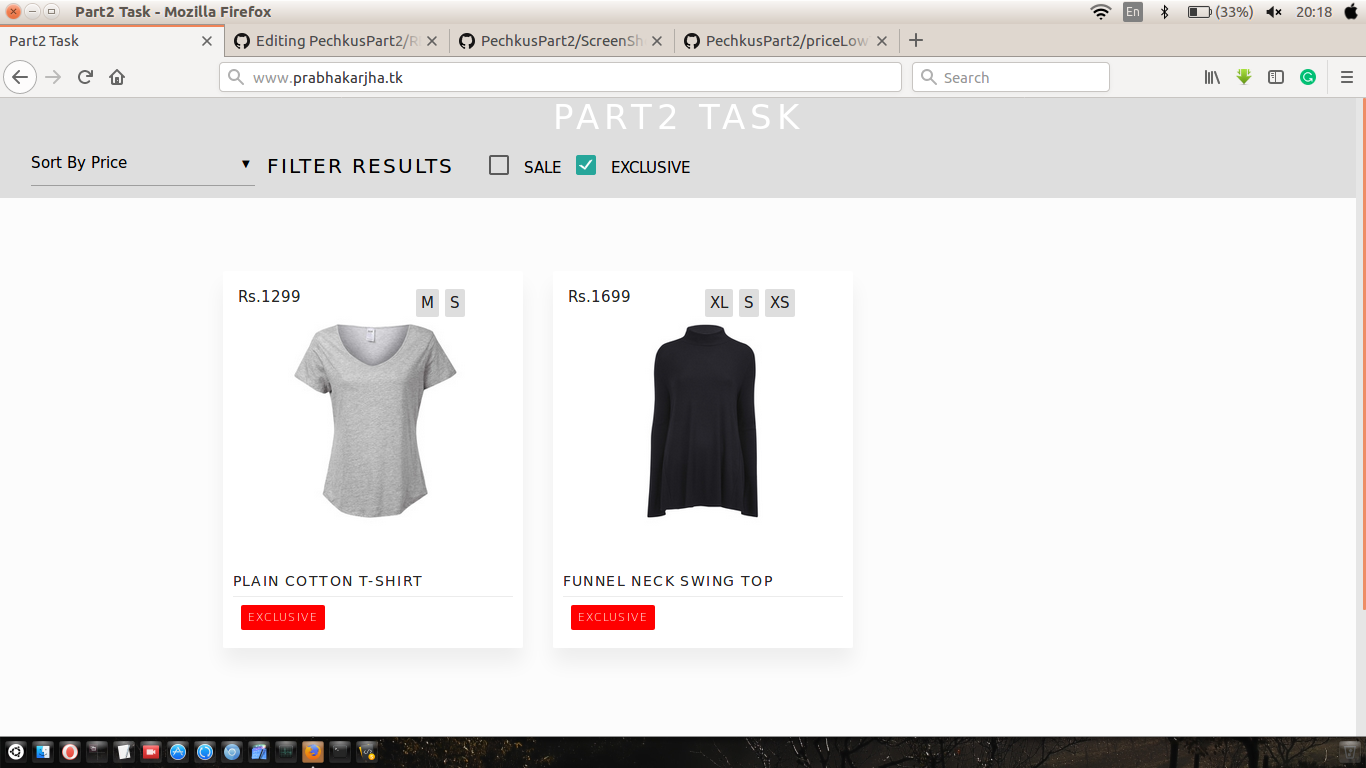 Part2 Task - Mozilla Firefox
En
(33%)
20:18
Part2 Task
Editing PechkusPart2/R
PechkusPart2/ScreenSh
PechkusPart2/priceLow
www.prabhakarjha.tk
Search
PART2 TASK
Sort By Price
FILTER RESULTS
SALE
EXCLUSIVE
Rs.1299
M
S
Rs.1699
XL
S
XS
PLAIN COTTON T-SHIRT
FUNNEL NECK SWING TOP
EXCLUSIVE
EXCLUSIVE